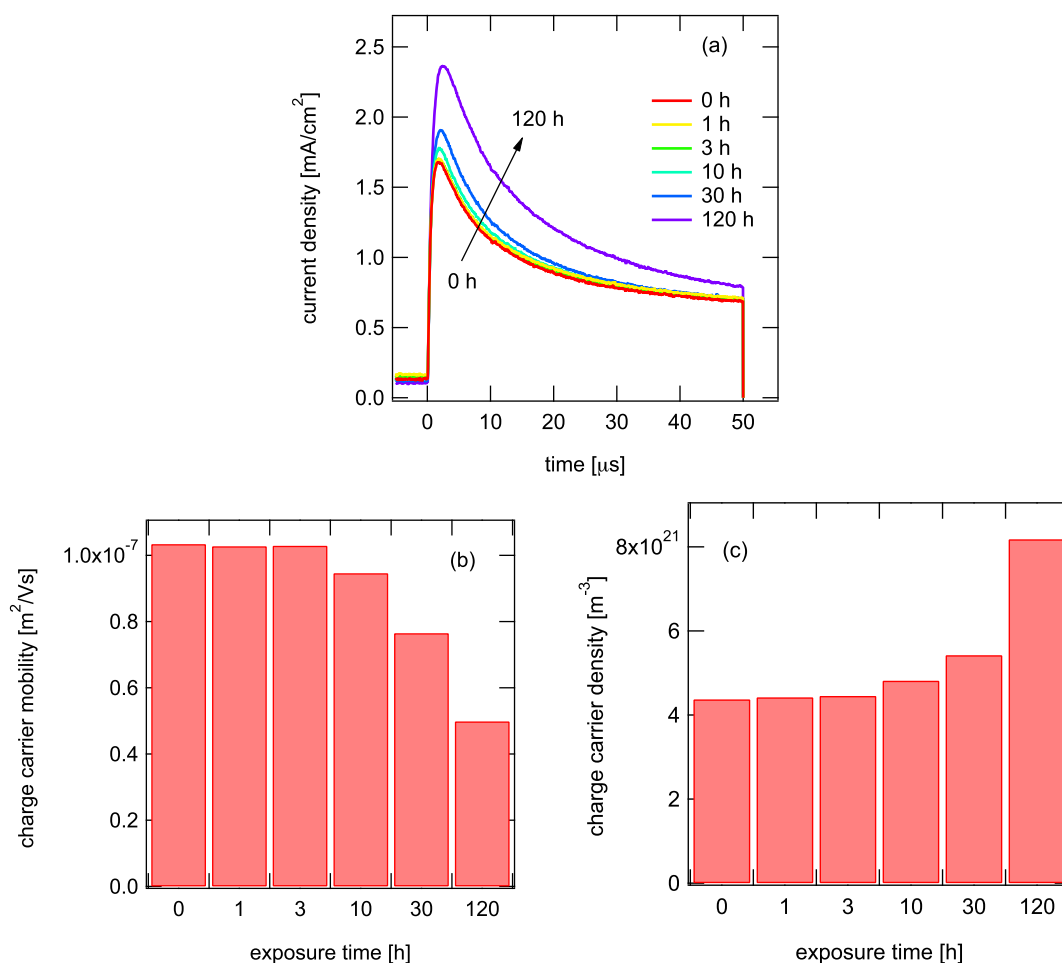 (a)
2.5
2.0
1.5
1.0
0.5
0.0
current density [mA/cm²]
120 h
0 h
0 h
1 h
3 h
10 h
30 h
120 h
0 10 20 30 40 50
time [μs]
(b)
1.0x10⁻⁷
0.8
0.6
0.4
0.2
0.0
charge carrier mobility [m²/Vs]
0 1 3 10 30 120
exposure time [h]
(c)
8x10²¹
6
4
2
0
charge carrier density [m⁻³]
0 1 3 10 30 120
exposure time [h]